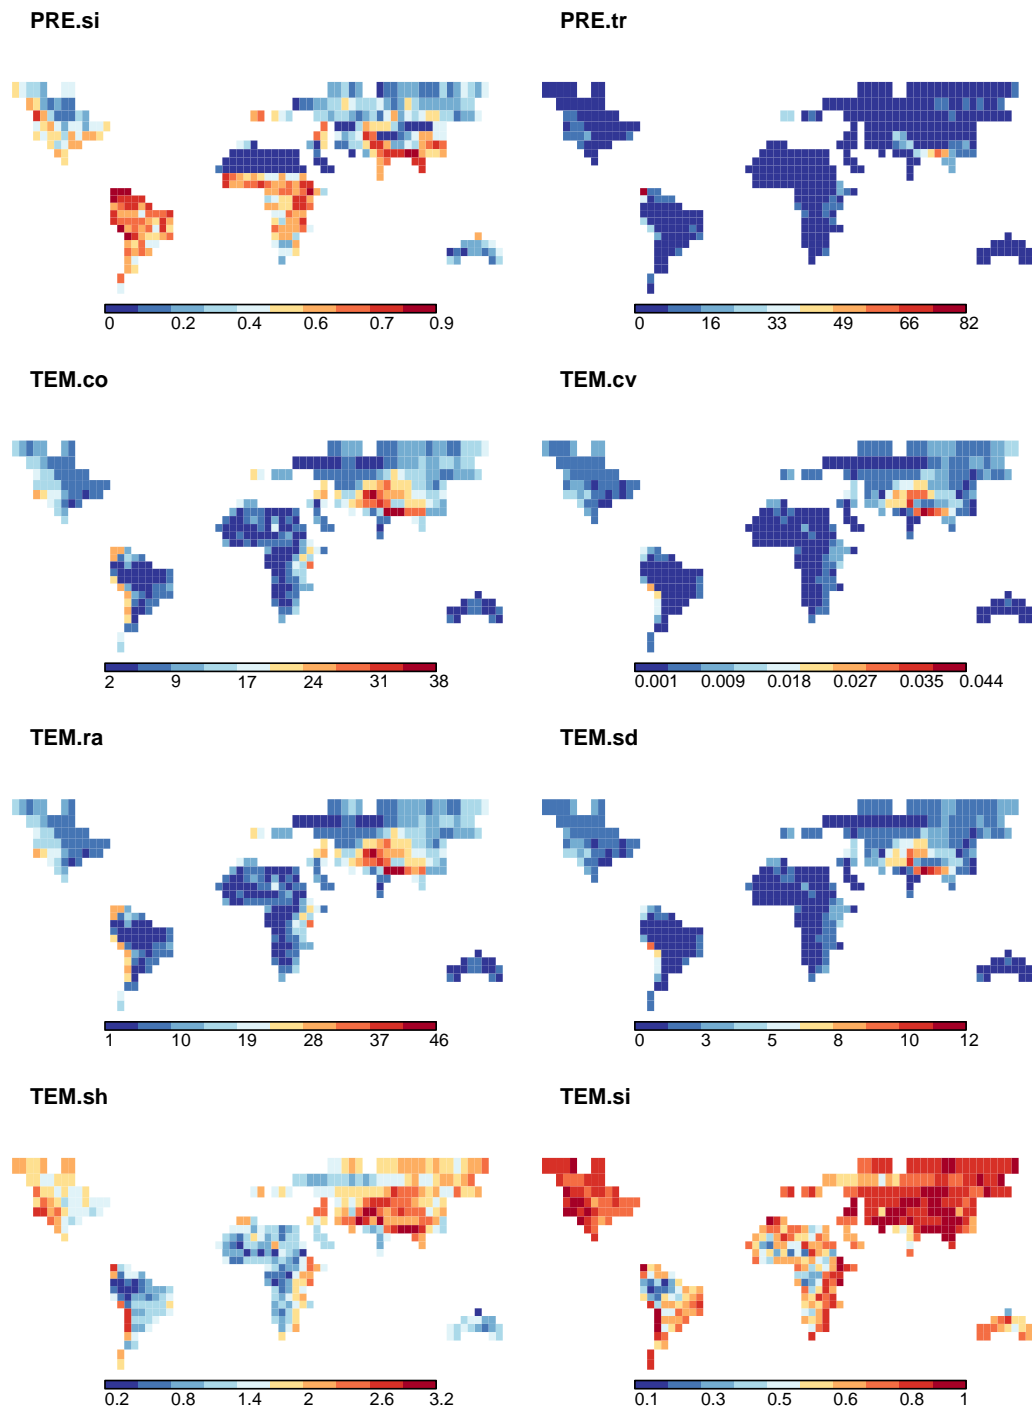 PRE.si PRE.tr
0 0.2 0.4 0.6 0.7 0.9 0 16 33 49 66 82
TEM.co TEM.cv
2 9 17 24 31 38 0.001 0.009 0.018 0.027 0.035 0.044
TEM.ra TEM.sd
1 10 19 28 37 46 0 3 5 8 10 12
TEM.sh TEM.si
0.2 0.8 1.4 2 2.6 3.2 0.1 0.3 0.5 0.6 0.8 1